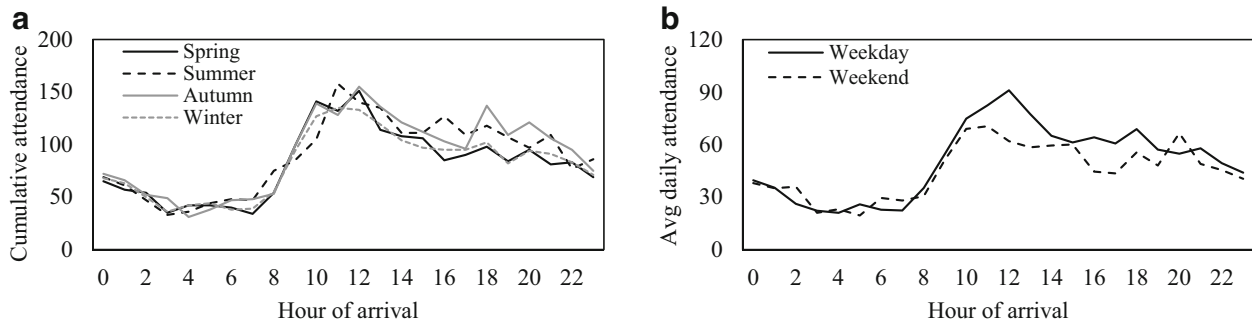 a
Cumulative attendance
200
150
100
50
0
Spring
Summer
Autumn
Winter
0 2 4 6 8 10 12 14 16 18 20 22
Hour of arrival
b
Avg daily attendance
120
90
60
30
0
Weekday
Weekend
0 2 4 6 8 10 12 14 16 18 20 22
Hour of arrival